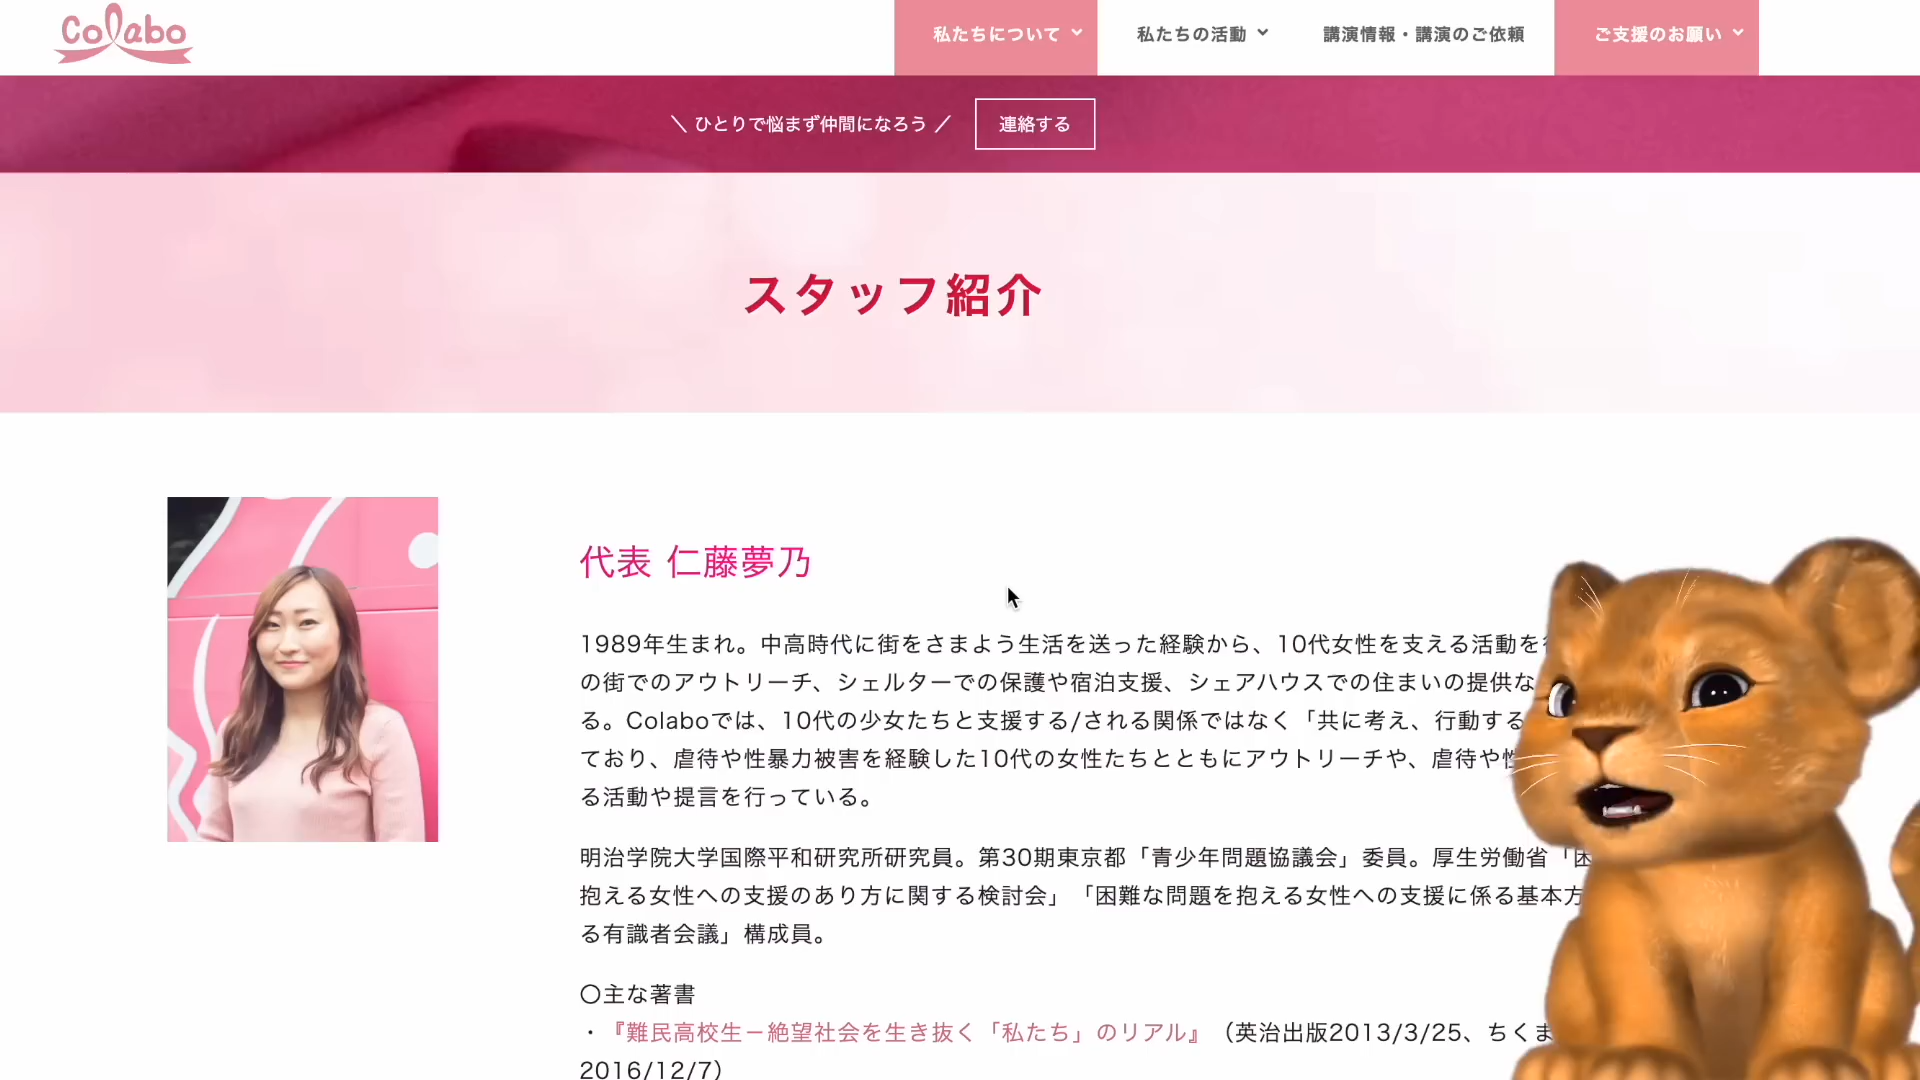 Colabo
私たちについて
私たちの活動
講演情報・講演のご依頼
ご支援のお願い
＼ ひとりで悩まず仲間になろう ／
連絡する
スタッフ紹介
代表 仁藤夢乃
1989年生まれ。中高時代に街をさまよう生活を送った経験から、10代女性を支える活動を
の街でのアウトリーチ、シェルターでの保護や宿泊支援、シェアハウスでの住まいの提供な
る。Colaboでは、10代の少女たちと支援する/される関係ではなく「共に考え、行動する
ており、虐待や性暴力被害を経験した10代の女性たちとともにアウトリーチや、虐待や
る活動や提言を行っている。
明治学院大学国際平和研究所研究員。第30期東京都「青少年問題協議会」委員。厚生労働省「困
抱える女性への支援のあり方に関する検討会」「困難な問題を抱える女性への支援に係る基本方
る有識者会議」構成員。
〇主な著書
・『難民高校生－絶望社会を生き抜く「私たち」のリアル』（英治出版2013/3/25、ちくま
2016/12/7）